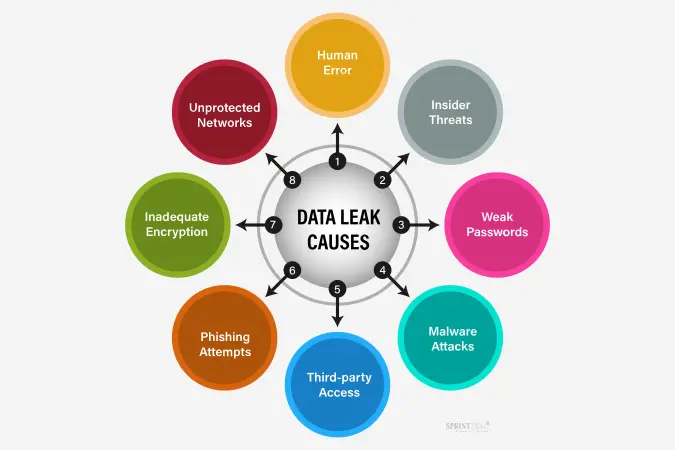 Human
Error
Insider
Threats
Weak
Passwords
Malware
Attacks
Third-party
Access
Phishing
Attempts
Inadequate
Encryption
Unprotected
Networks
DATA LEAK
CAUSES
1
2
3
4
5
6
7
8